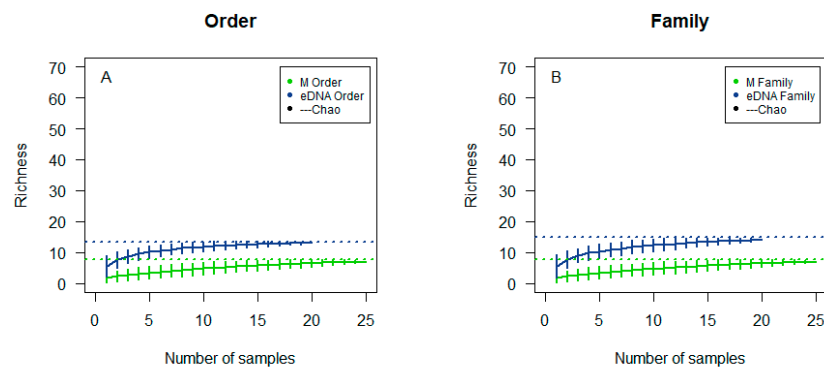 Order
A
M Order
eDNA Order
---Chao
Richness
70
60
50
40
30
20
10
0
0 5 10 15 20 25
Number of samples
Family
B
M Family
eDNA Family
---Chao
Richness
70
60
50
40
30
20
10
0
0 5 10 15 20 25
Number of samples